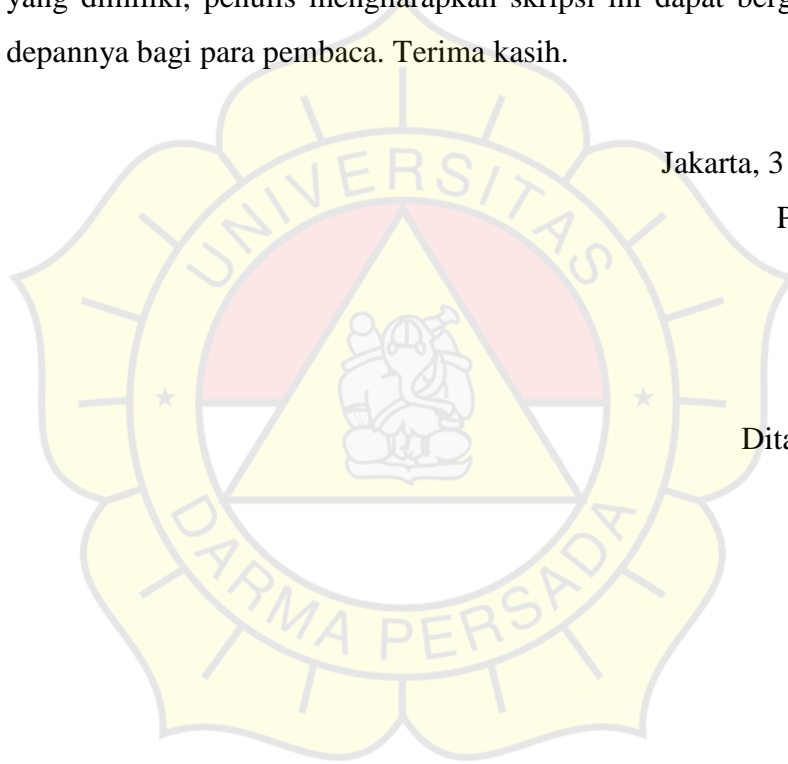 yang dimiliki, penulis mengharapkan skripsi ini dapat berg
depannya bagi para pembaca. Terima kasih.
Jakarta, 3
P
Dita
UNIVERSITAS
DARMA PERSADA